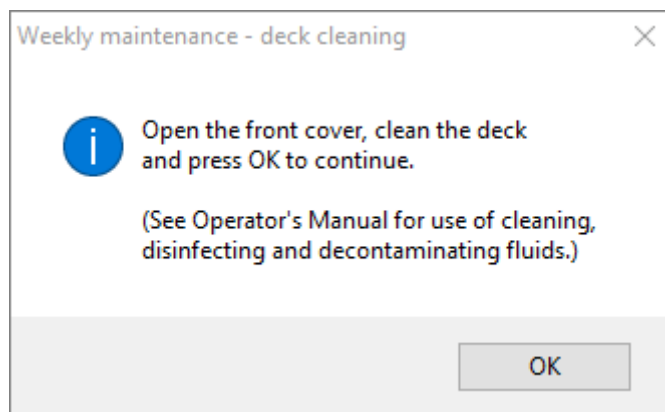 Weekly maintenance - deck cleaning
Open the front cover, clean the deck
and press OK to continue.
(See Operator's Manual for use of cleaning,
disinfecting and decontaminating fluids.)
OK